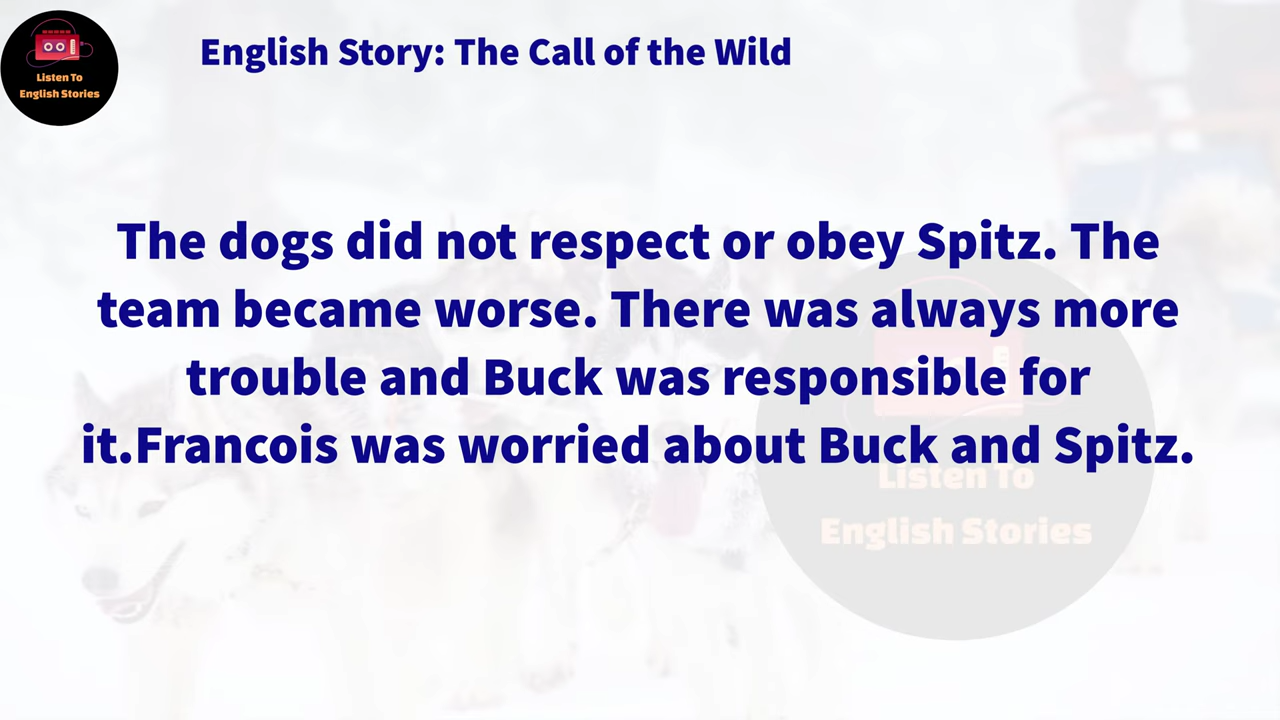 Listen To
English Stories
English Story: The Call of the Wild
The dogs did not respect or obey Spitz. The
team became worse. There was always more
trouble and Buck was responsible for
it.Francois was worried about Buck and Spitz.
Listen To
English Stories